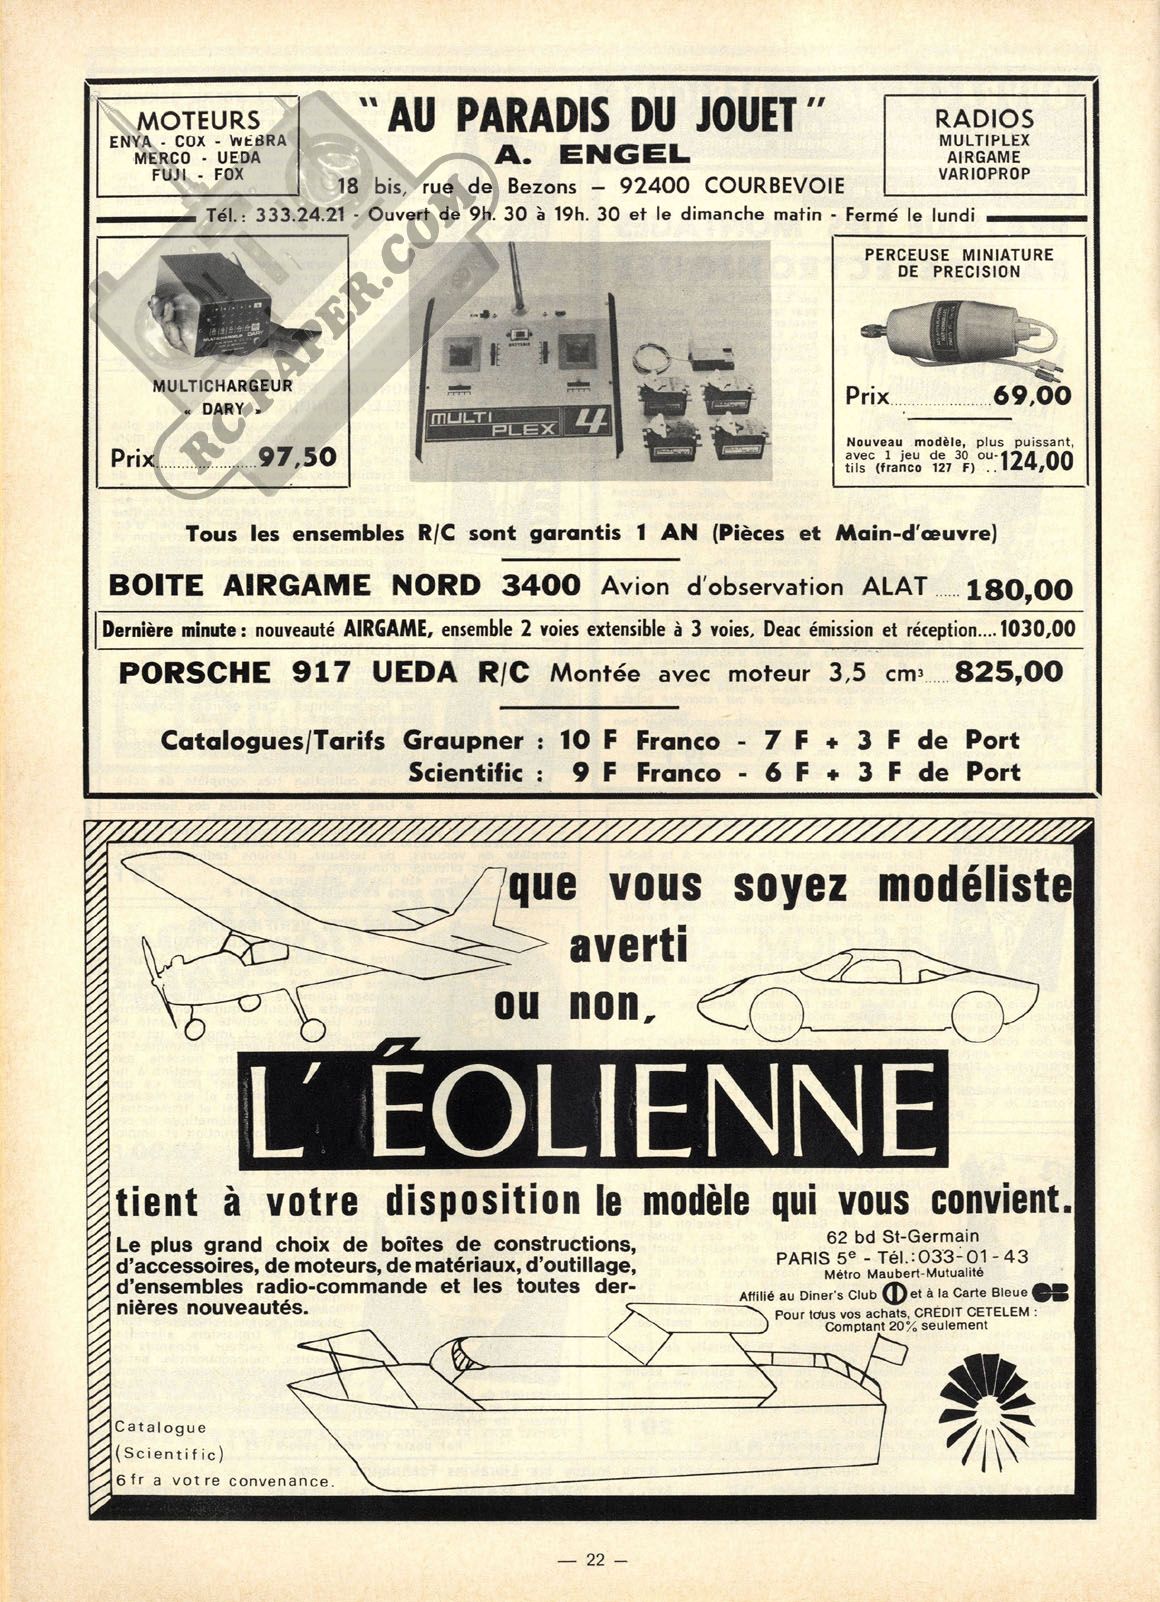 MOTEURS
ENYA - COX - WEBRA
MERCO - UEDA
FUJI - FOX
"AU PARADIS DU JOUET"
A. ENGEL
18 bis, rue de Bezons — 92400 COURBEVOIE
RADIOS
MULTIPLEX
AIRGAME
VARIOPROP
Tél.: 333.24.21 - Ouvert de 9h. 30 à 19h. 30 et le dimanche matin - Fermé le lundi
RC-PAPER.COM
MULTICHARGEUR
« DARY »
Prix..................97,50
MULTI
PLEX
4
PERCEUSE MINIATURE
DE PRECISION
Prix..................69,00
Nouveau modèle, plus puissant,
avec 1 jeu de 30 ou-
tils (franco 127 F) ..124,00
Tous les ensembles R/C sont garantis 1 AN (Pièces et Main-d'œuvre)
BOITE AIRGAME NORD 3400 Avion d'observation ALAT ..... 180,00
Dernière minute : nouveauté AIRGAME, ensemble 2 voies extensible à 3 voies, Deac émission et réception....1030,00
PORSCHE 917 UEDA R/C Montée avec moteur 3,5 cm³..... 825,00
Catalogues/Tarifs Graupner : 10 F Franco - 7 F + 3 F de Port
Scientific : 9 F Franco - 6 F + 3 F de Port
que vous soyez modéliste
averti
ou non,
L'ÉOLIENNE
tient à votre disposition le modèle qui vous convient.
Le plus grand choix de boîtes de constructions,
d'accessoires, de moteurs, de matériaux, d'outillage,
d'ensembles radio-commande et les toutes der-
nières nouveautés.
62 bd St-Germain
PARIS 5e - Tél.: 033-01-43
Métro Maubert-Mutualité
Affilié au Diner's Club et à la Carte Bleue
Pour tous vos achats, CRÉDIT CETELEM :
Comptant 20% seulement
Catalogue
(Scientific)
6 fr a votre convenance.
— 22 —